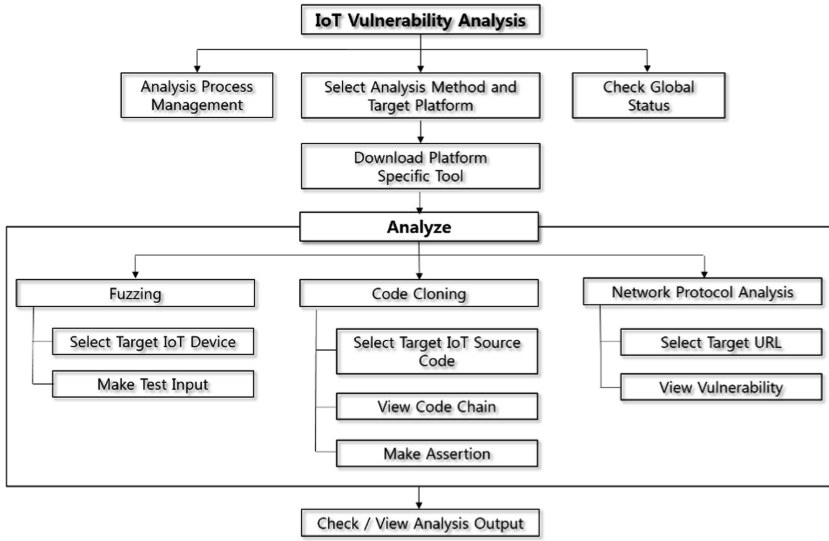 IoT Vulnerability Analysis
Analysis Process
Management
Select Analysis Method and
Target Platform
Check Global
Status
Download Platform
Specific Tool
Analyze
Fuzzing
Select Target IoT Device
Make Test Input
Code Cloning
Select Target IoT Source
Code
View Code Chain
Make Assertion
Network Protocol Analysis
Select Target URL
View Vulnerability
Check / View Analysis Output